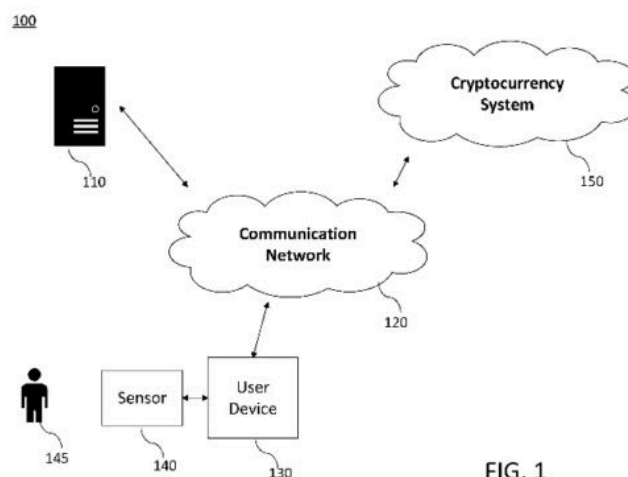 100
Cryptocurrency
System
110
150
Communication
Network
120
Sensor
User
Device
145
140
130
FIG. 1